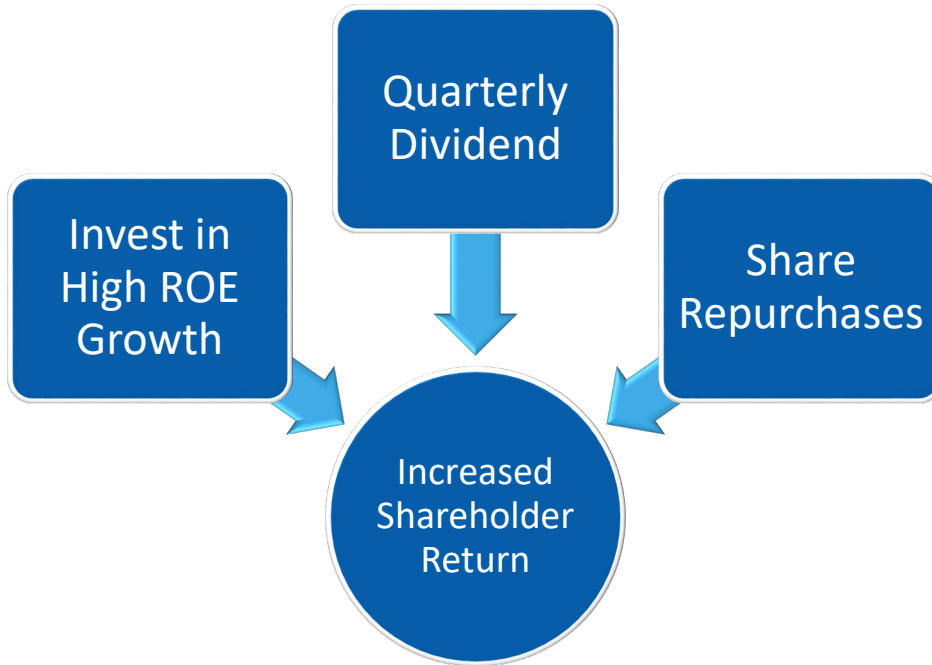 Quarterly
Dividend
Invest in
High ROE
Growth
Share
Repurchases
Increased
Shareholder
Return